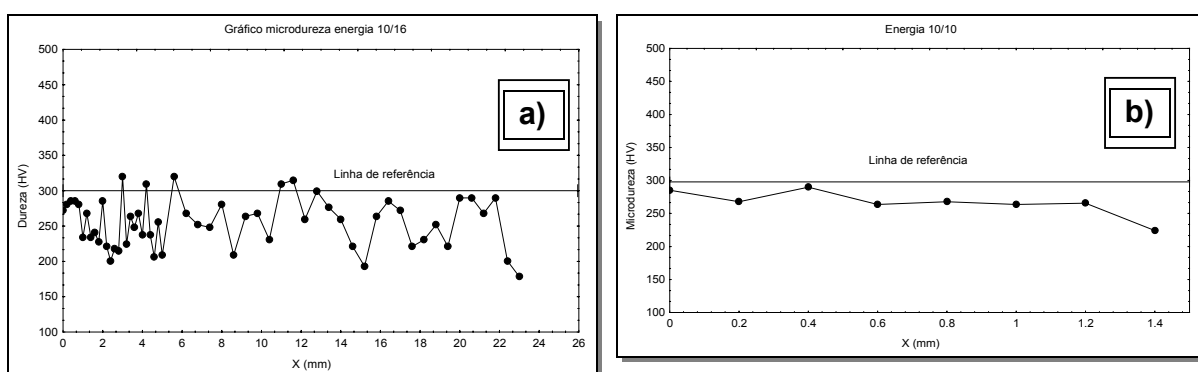 Gráfico microdureza energia 10/16
500
450
400
350
300
250
200
150
100
Dureza (HV)
a)
Linha de referência
0 2 4 6 8 10 12 14 16 18 20 22 24 26
X (mm)
Energia 10/10
500
450
400
350
300
250
200
150
100
Microdureza (HV)
b)
Linha de referência
0 0.2 0.4 0.6 0.8 1 1.2 1.4
X (mm)